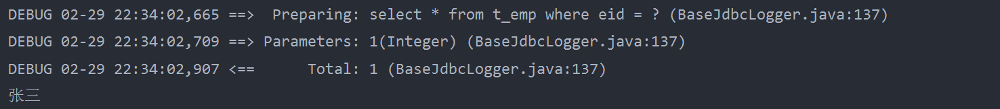 DEBUG 02-29 22:34:02,665 ==>  Preparing: select * from t_emp where eid = ? (BaseJdbcLogger.java:137)
DEBUG 02-29 22:34:02,709 ==> Parameters: 1(Integer) (BaseJdbcLogger.java:137)
DEBUG 02-29 22:34:02,907 <==      Total: 1 (BaseJdbcLogger.java:137)
张三